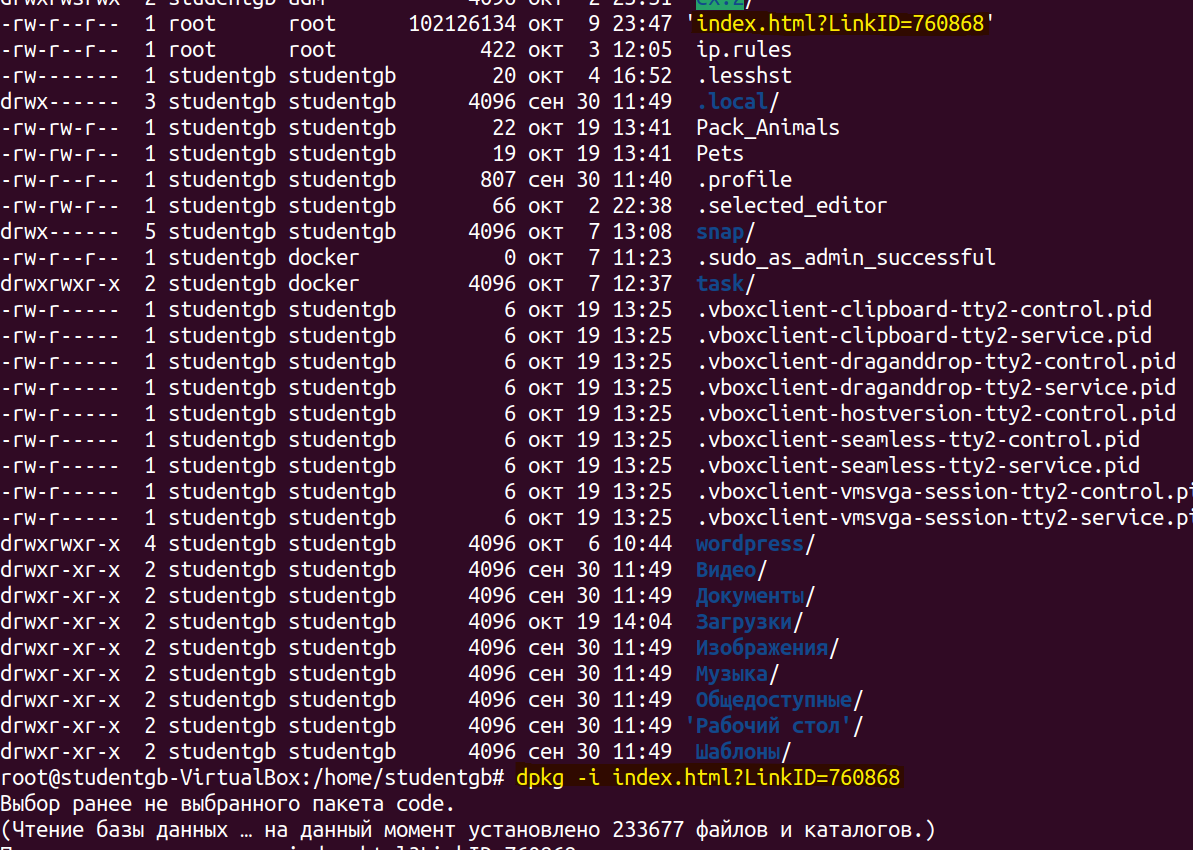 -rw-r--r-- 1 root root 102126134 окт 9 23:47 'index.html?LinkID=760868'
-rw-r--r-- 1 root root 422 окт 3 12:05 ip.rules
-rw------- 1 studentgb studentgb 20 окт 4 16:52 .lesshst
drwx------ 3 studentgb studentgb 4096 сен 30 11:49 .local/
-rw-rw-r-- 1 studentgb studentgb 22 окт 19 13:41 Pack_Animals
-rw-rw-r-- 1 studentgb studentgb 19 окт 19 13:41 Pets
-rw-r--r-- 1 studentgb studentgb 807 сен 30 11:40 .profile
-rw-rw-r-- 1 studentgb studentgb 66 окт 2 22:38 .selected_editor
drwx------ 5 studentgb studentgb 4096 окт 7 13:08 snap/
-rw-r--r-- 1 studentgb docker 0 окт 7 11:23 .sudo_as_admin_successful
drwxrwxr-x 2 studentgb docker 4096 окт 7 12:37 task/
-rw-r----- 1 studentgb studentgb 6 окт 19 13:25 .vboxclient-clipboard-tty2-control.pid
-rw-r----- 1 studentgb studentgb 6 окт 19 13:25 .vboxclient-clipboard-tty2-service.pid
-rw-r----- 1 studentgb studentgb 6 окт 19 13:25 .vboxclient-draganddrop-tty2-control.pid
-rw-r----- 1 studentgb studentgb 6 окт 19 13:25 .vboxclient-draganddrop-tty2-service.pid
-rw-r----- 1 studentgb studentgb 6 окт 19 13:25 .vboxclient-hostversion-tty2-control.pid
-rw-r----- 1 studentgb studentgb 6 окт 19 13:25 .vboxclient-seamless-tty2-control.pid
-rw-r----- 1 studentgb studentgb 6 окт 19 13:25 .vboxclient-seamless-tty2-service.pid
-rw-r----- 1 studentgb studentgb 6 окт 19 13:25 .vboxclient-vmsvga-session-tty2-control.pi
-rw-r----- 1 studentgb studentgb 6 окт 19 13:25 .vboxclient-vmsvga-session-tty2-service.pi
drwxrwxr-x 4 studentgb studentgb 4096 окт 6 10:44 wordpress/
drwxr-xr-x 2 studentgb studentgb 4096 сен 30 11:49 Видео/
drwxr-xr-x 2 studentgb studentgb 4096 сен 30 11:49 Документы/
drwxr-xr-x 2 studentgb studentgb 4096 окт 19 14:04 Загрузки/
drwxr-xr-x 2 studentgb studentgb 4096 сен 30 11:49 Изображения/
drwxr-xr-x 2 studentgb studentgb 4096 сен 30 11:49 Музыка/
drwxr-xr-x 2 studentgb studentgb 4096 сен 30 11:49 Общедоступные/
drwxr-xr-x 2 studentgb studentgb 4096 сен 30 11:49 'Рабочий стол'/
drwxr-xr-x 2 studentgb studentgb 4096 сен 30 11:49 Шаблоны/
root@studentgb-VirtualBox:/home/studentgb# dpkg -i index.html?LinkID=760868
Выбор ранее не выбранного пакета code.
(Чтение базы данных … на данный момент установлено 233677 файлов и каталогов.)